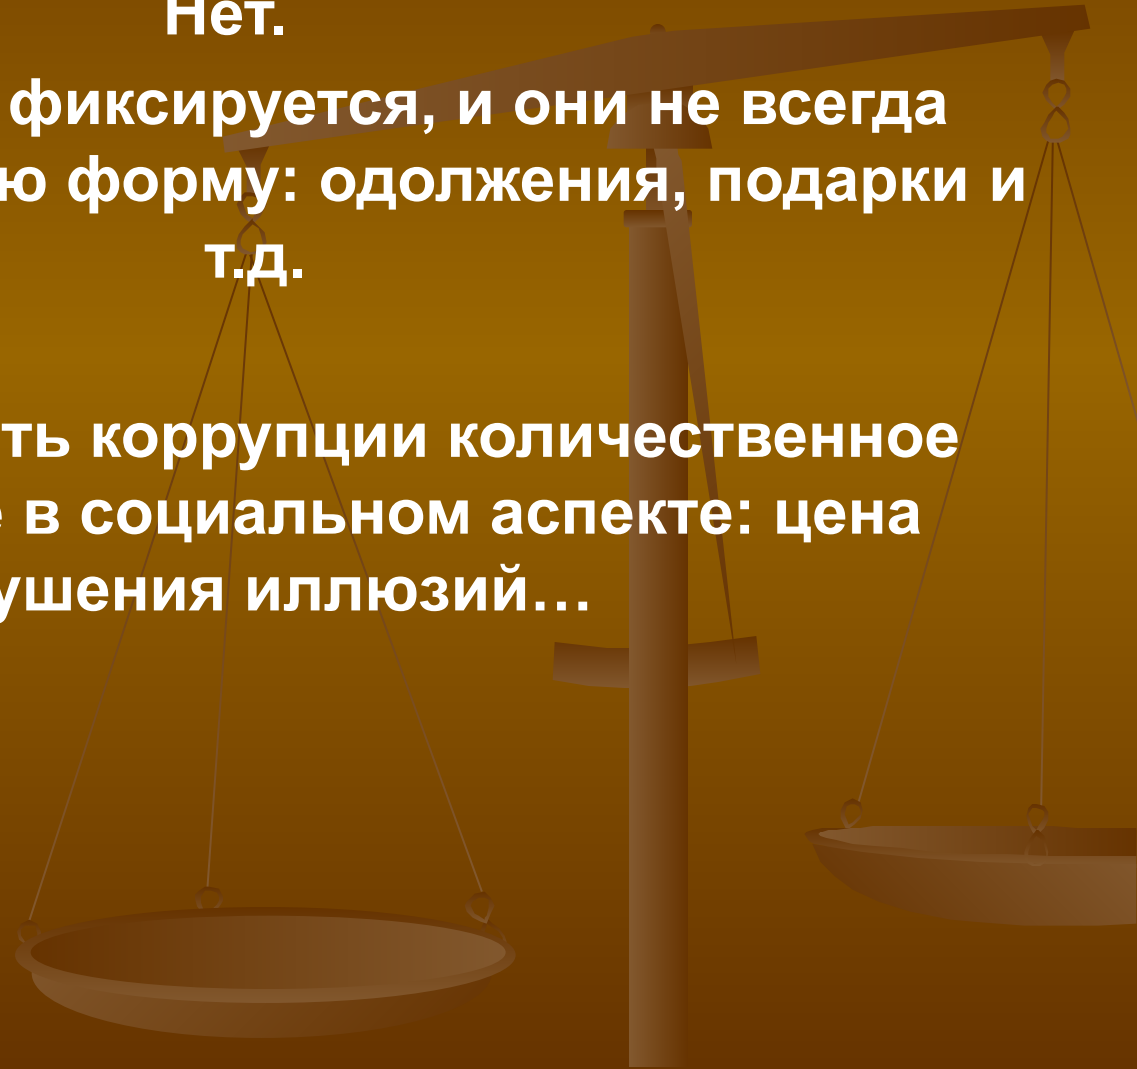 Нет.
фиксируется, и они не всегда
ю форму: одолжения, подарки и
т.д.
ть коррупции количественное
е в социальном аспекте: цена
ушения иллюзий…